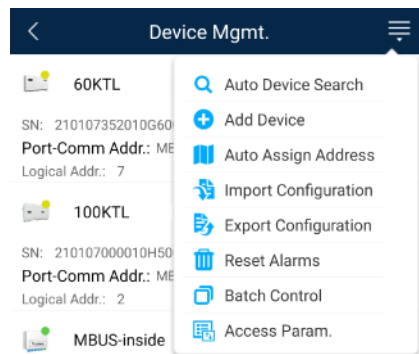 Device Mgmt.
60KTL
SN: 210107352010G60
Port-Comm Addr.: ME
Logical Addr.: 7
100KTL
SN: 210107000010H50
Port-Comm Addr.: ME
Logical Addr.: 2
MBUS-inside
Auto Device Search
Add Device
Auto Assign Address
Import Configuration
Export Configuration
Reset Alarms
Batch Control
Access Param.